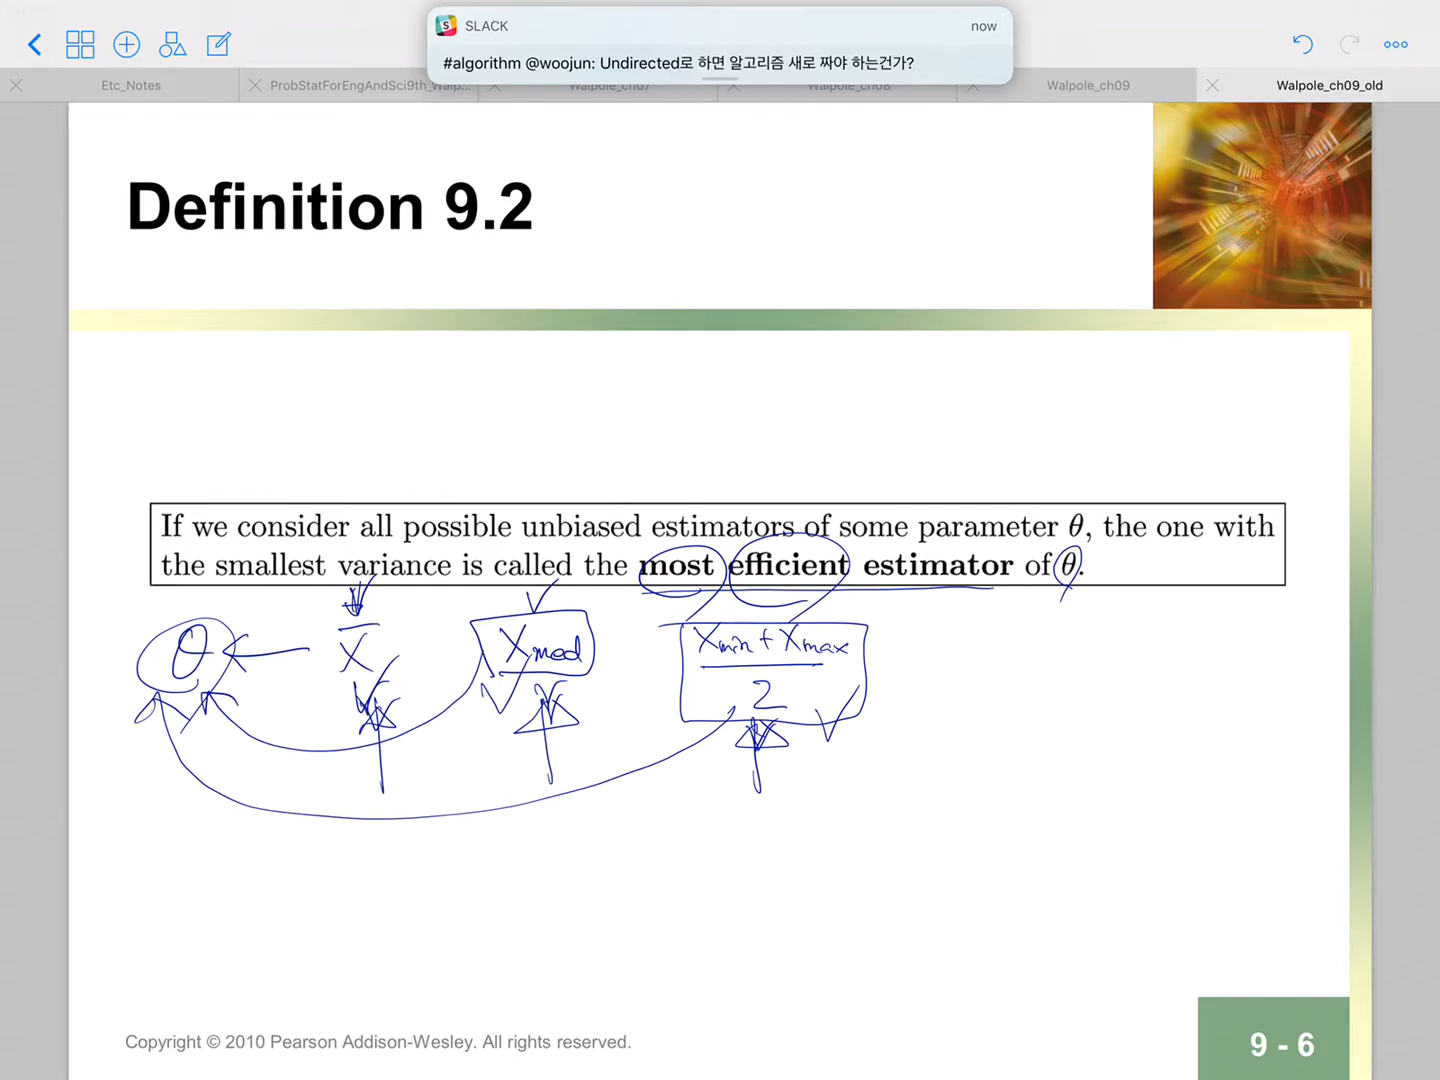 SLACK
now
#algorithm @woojun: Undirected로 하면 알고리즘 새로 짜야 하는건가?
Etc_Notes
ProbStatForEngAndSci9th_Walp...
Walpole_ch07
Walpole_ch08
Walpole_ch09
Walpole_ch09_old
Definition 9.2
If we consider all possible unbiased estimators of some parameter θ, the one with
the smallest variance is called the most efficient estimator of θ.
θ ← X̄ Xmed (Xmin + Xmax)/2
Copyright © 2010 Pearson Addison-Wesley. All rights reserved.
9 - 6